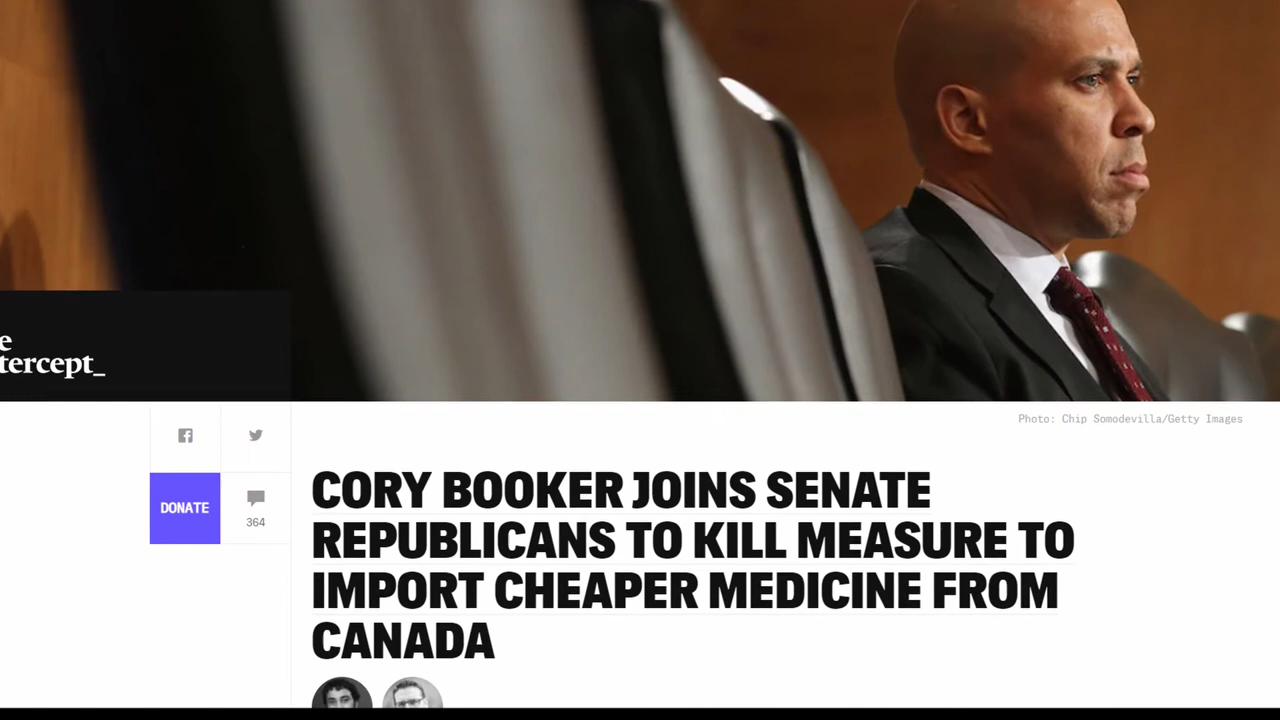 e
tercept_
Photo: Chip Somodevilla/Getty Images
DONATE
364
CORY BOOKER JOINS SENATE
REPUBLICANS TO KILL MEASURE TO
IMPORT CHEAPER MEDICINE FROM
CANADA